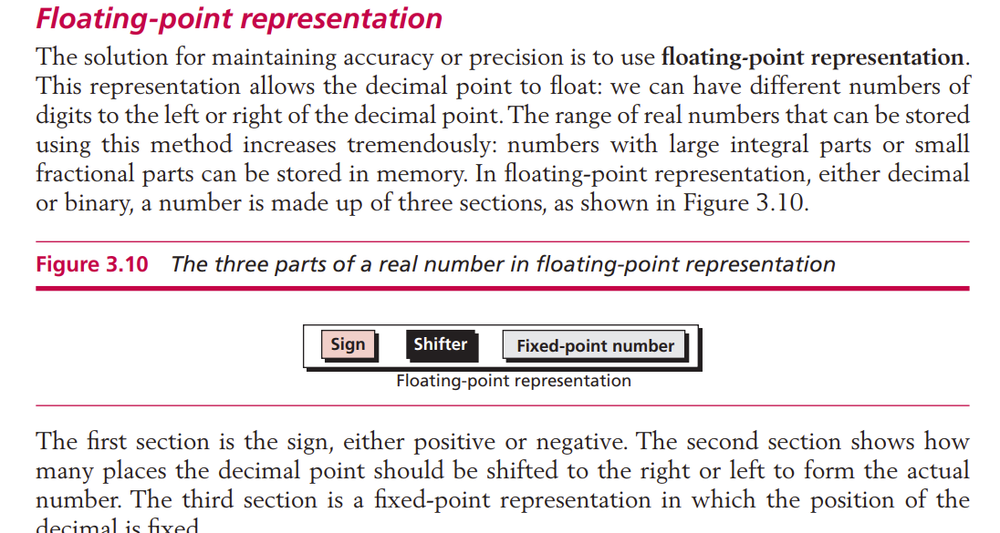 Floating-point representation
The solution for maintaining accuracy or precision is to use floating-point representation.
This representation allows the decimal point to float: we can have different numbers of
digits to the left or right of the decimal point. The range of real numbers that can be stored
using this method increases tremendously: numbers with large integral parts or small
fractional parts can be stored in memory. In floating-point representation, either decimal
or binary, a number is made up of three sections, as shown in Figure 3.10.
Figure 3.10 The three parts of a real number in floating-point representation
Sign Shifter Fixed-point number
Floating-point representation
The first section is the sign, either positive or negative. The second section shows how
many places the decimal point should be shifted to the right or left to form the actual
number. The third section is a fixed-point representation in which the position of the
decimal is fixed.